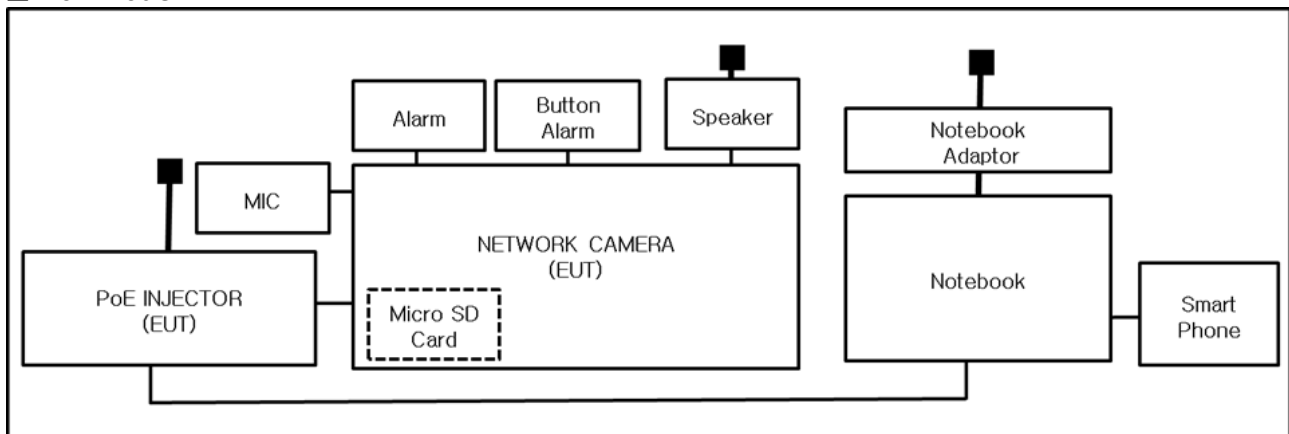 Alarm
Button
Alarm
Speaker
Notebook
Adaptor
MIC
NETWORK CAMERA
(EUT)
Notebook
PoE INJECTOR
(EUT)
Micro SD
Card
Smart
Phone